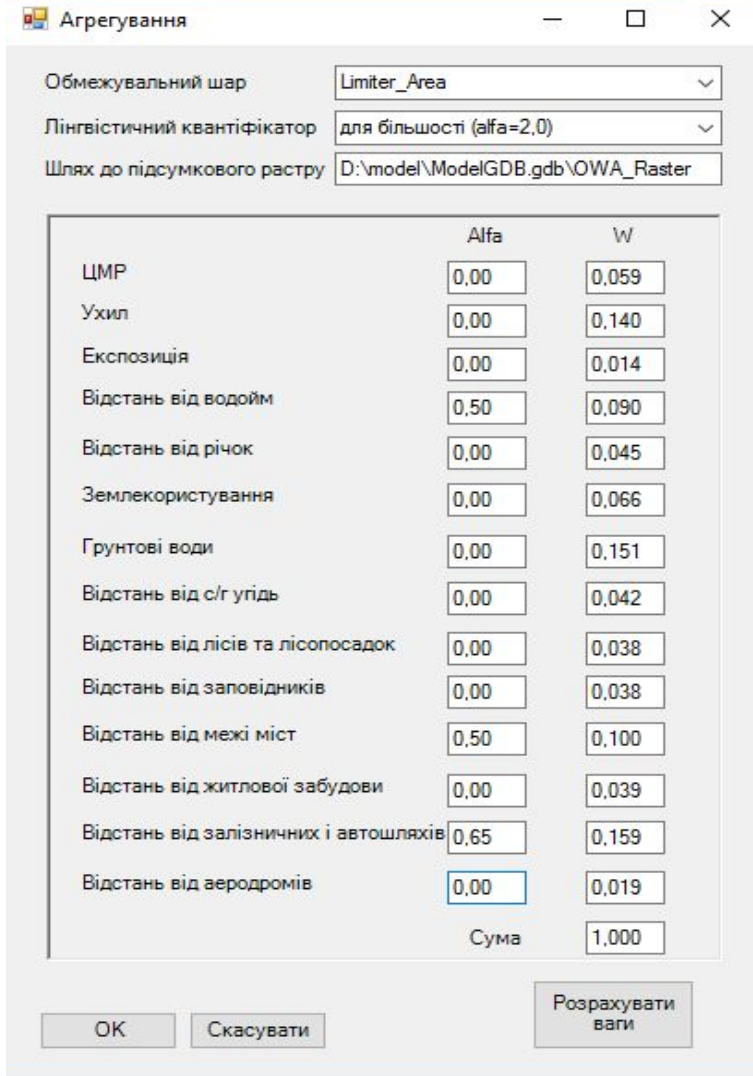 Агрегування
Обмежувальний шар Limiter_Area
Лінгвістичний квантіфікатор для більшості (alfa=2,0)
Шлях до підсумкового растру D:\model\ModelGDB.gdb\OWA_Raster
Alfa W
ЦМР 0,00 0,059
Ухил 0,00 0,140
Експозиція 0,00 0,014
Відстань від водойм 0,50 0,090
Відстань від річок 0,00 0,045
Землекористування 0,00 0,066
Грунтові води 0,00 0,151
Відстань від с/г угідь 0,00 0,042
Відстань від лісів та лісопосадок 0,00 0,038
Відстань від заповідників 0,00 0,038
Відстань від межі міст 0,50 0,100
Відстань від житлової забудови 0,00 0,039
Відстань від залізничних і автошляхів 0,65 0,159
Відстань від аеродромів 0,00 0,019
Сума 1,000
OK Скасувати Розрахувати
ваги